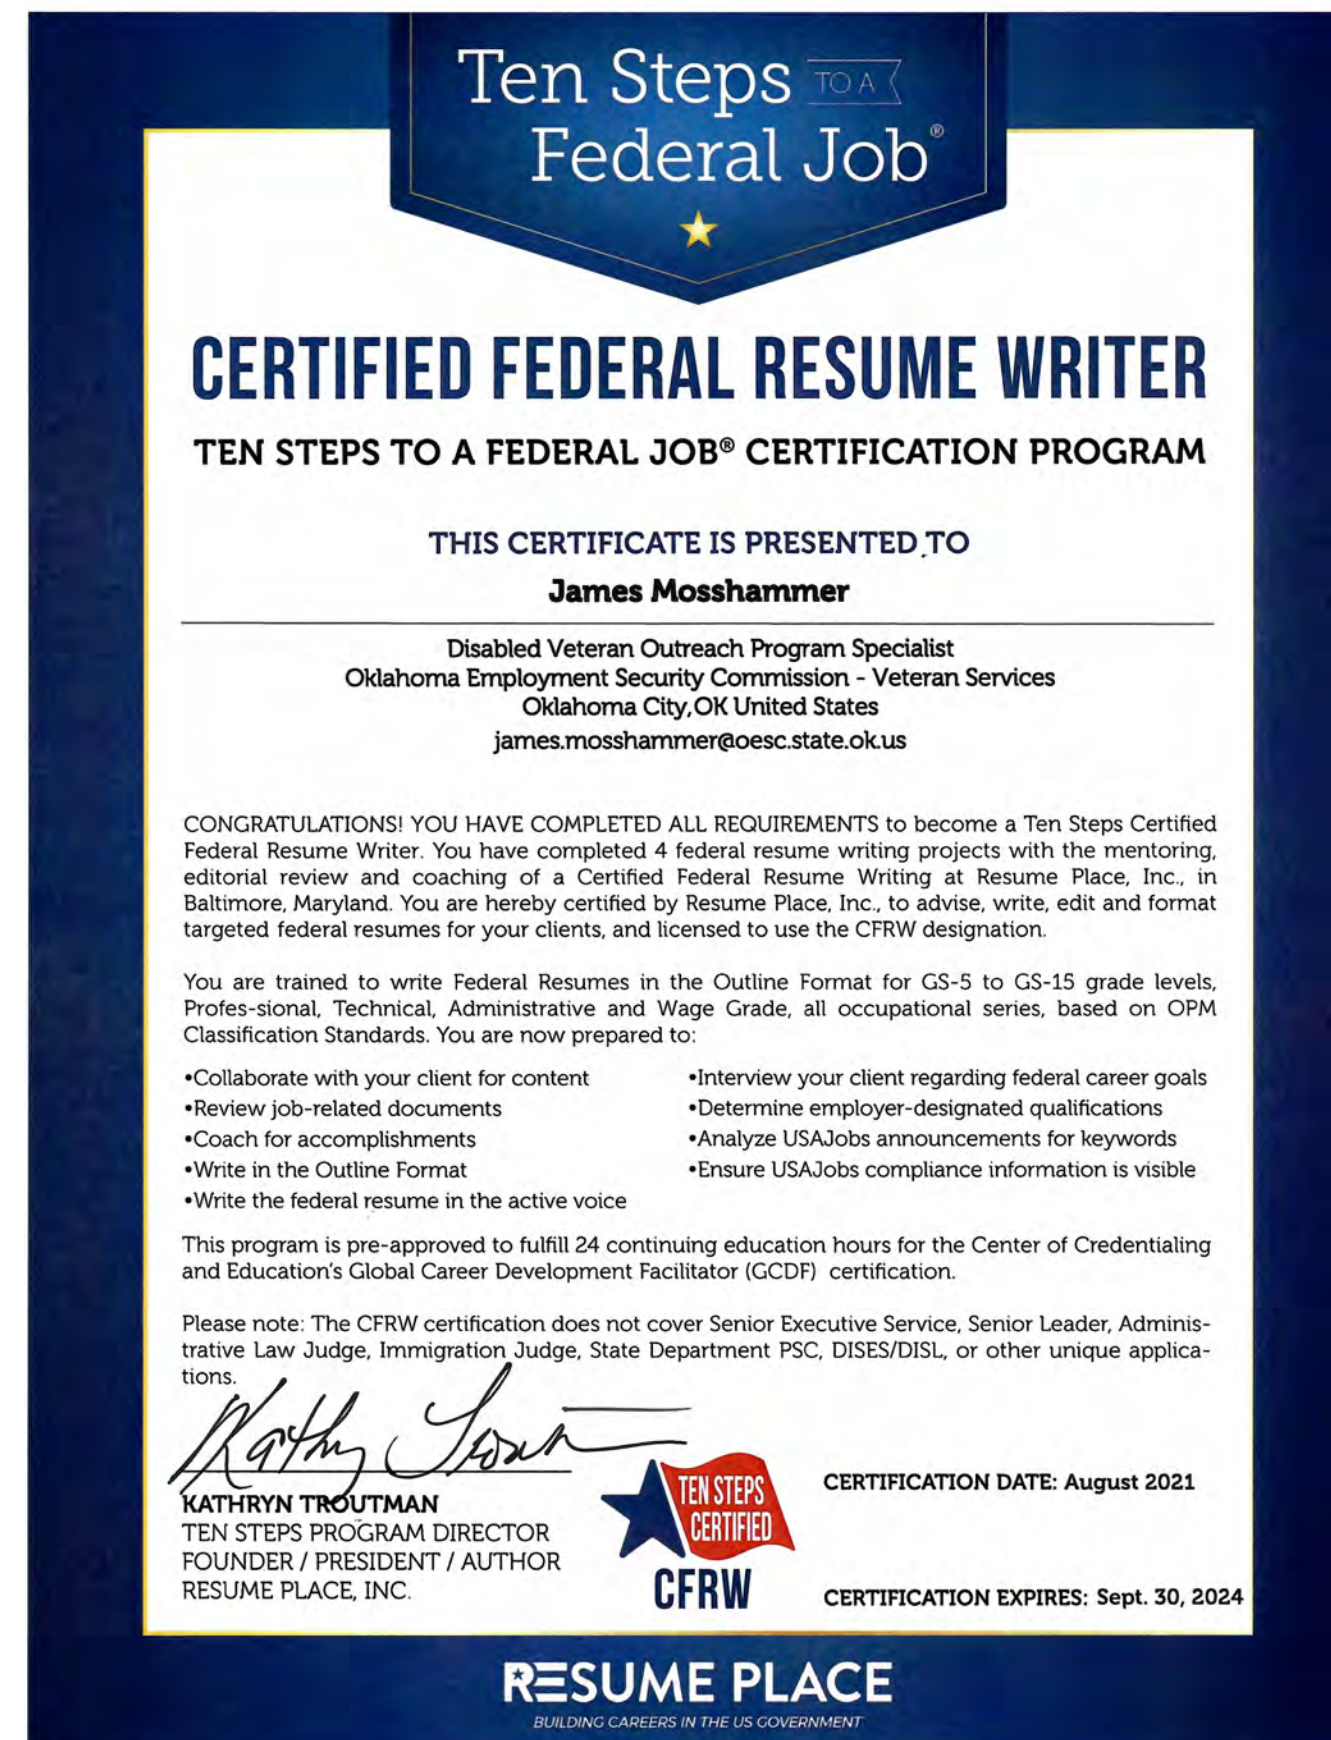 Ten Steps TO A
Federal Job®
CERTIFIED FEDERAL RESUME WRITER
TEN STEPS TO A FEDERAL JOB® CERTIFICATION PROGRAM
THIS CERTIFICATE IS PRESENTED TO
James Mosshammer
Disabled Veteran Outreach Program Specialist
Oklahoma Employment Security Commission - Veteran Services
Oklahoma City,OK United States
james.mosshammer@oesc.state.ok.us
CONGRATULATIONS! YOU HAVE COMPLETED ALL REQUIREMENTS to become a Ten Steps Certified
Federal Resume Writer. You have completed 4 federal resume writing projects with the mentoring,
editorial review and coaching of a Certified Federal Resume Writing at Resume Place, Inc., in
Baltimore, Maryland. You are hereby certified by Resume Place, Inc., to advise, write, edit and format
targeted federal resumes for your clients, and licensed to use the CFRW designation.
You are trained to write Federal Resumes in the Outline Format for GS-5 to GS-15 grade levels,
Profes-sional, Technical, Administrative and Wage Grade, all occupational series, based on OPM
Classification Standards. You are now prepared to:
•Collaborate with your client for content
•Review job-related documents
•Coach for accomplishments
•Write in the Outline Format
•Write the federal resume in the active voice
•Interview your client regarding federal career goals
•Determine employer-designated qualifications
•Analyze USAJobs announcements for keywords
•Ensure USAJobs compliance information is visible
This program is pre-approved to fulfill 24 continuing education hours for the Center of Credentialing
and Education's Global Career Development Facilitator (GCDF) certification.
Please note: The CFRW certification does not cover Senior Executive Service, Senior Leader, Adminis-
trative Law Judge, Immigration Judge, State Department PSC, DISES/DISL, or other unique applica-
tions.
Kathy Trout
KATHRYN TROUTMAN
TEN STEPS PROGRAM DIRECTOR
FOUNDER / PRESIDENT / AUTHOR
RESUME PLACE, INC.
TEN STEPS
CERTIFIED
CFRW
CERTIFICATION DATE: August 2021
CERTIFICATION EXPIRES: Sept. 30, 2024
RESUME PLACE
BUILDING CAREERS IN THE US GOVERNMENT